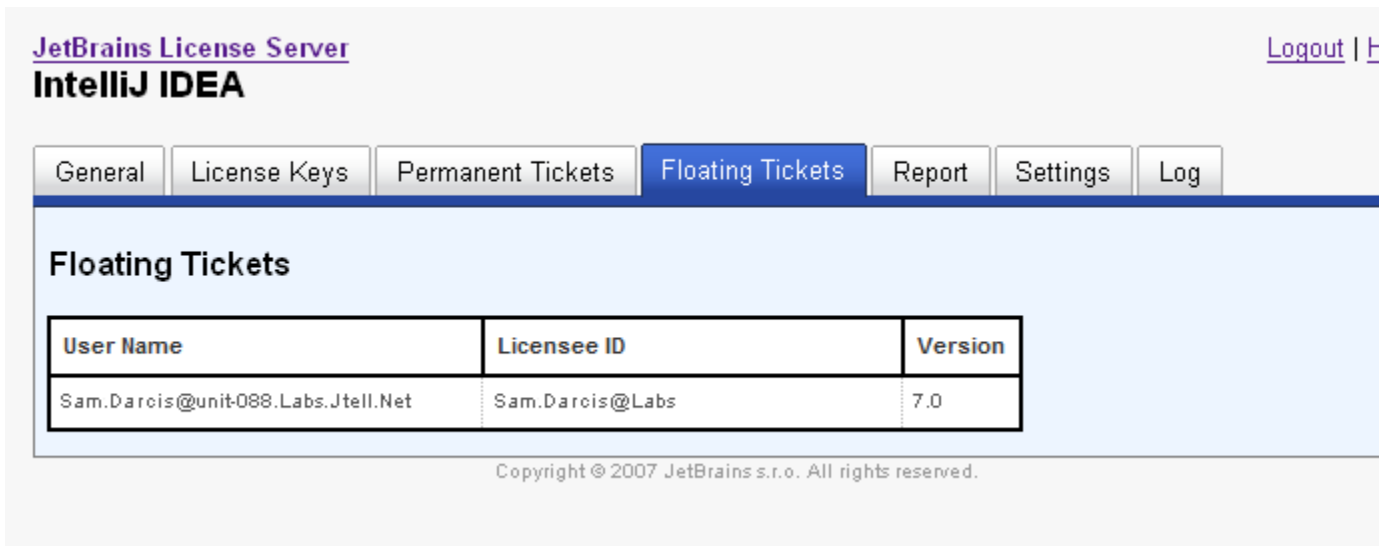 JetBrains License Server
Logout | H
IntelliJ IDEA
General License Keys Permanent Tickets Floating Tickets Report Settings Log
Floating Tickets
User Name Licensee ID Version
Sam.Darcis@unit-088.Labs.Jtell.Net Sam.Darcis@Labs 7.0
Copyright © 2007 JetBrains s.r.o. All rights reserved.